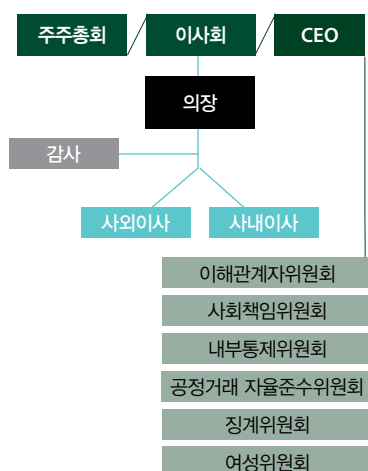 주주총회
이사회
CEO
의장
감사
사외이사
사내이사
이해관계자위원회
사회책임위원회
내부통제위원회
공정거래 자율준수위원회
징계위원회
여성위원회